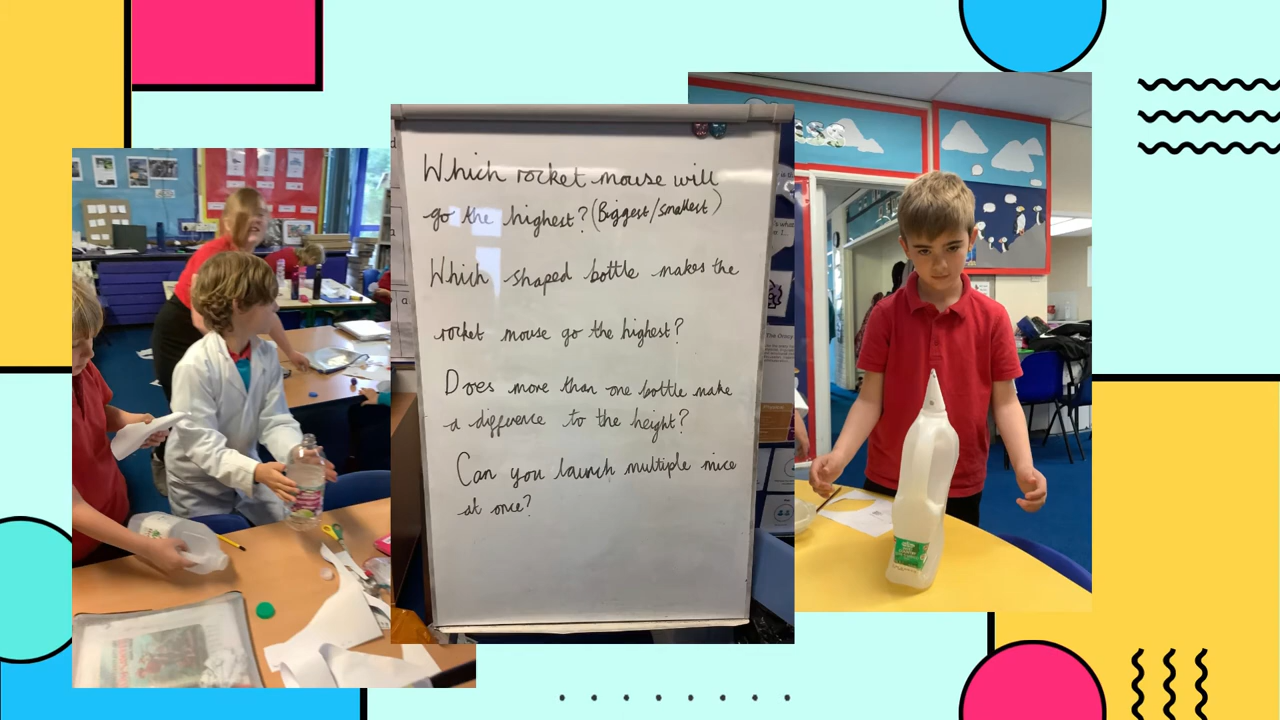 Which rocket mouse will
go the highest? (Biggest/smallest)
Which shaped bottle makes the
rocket mouse go the highest?
Does more than one bottle make
a difference to the height?
Can you launch multiple mice
at once?